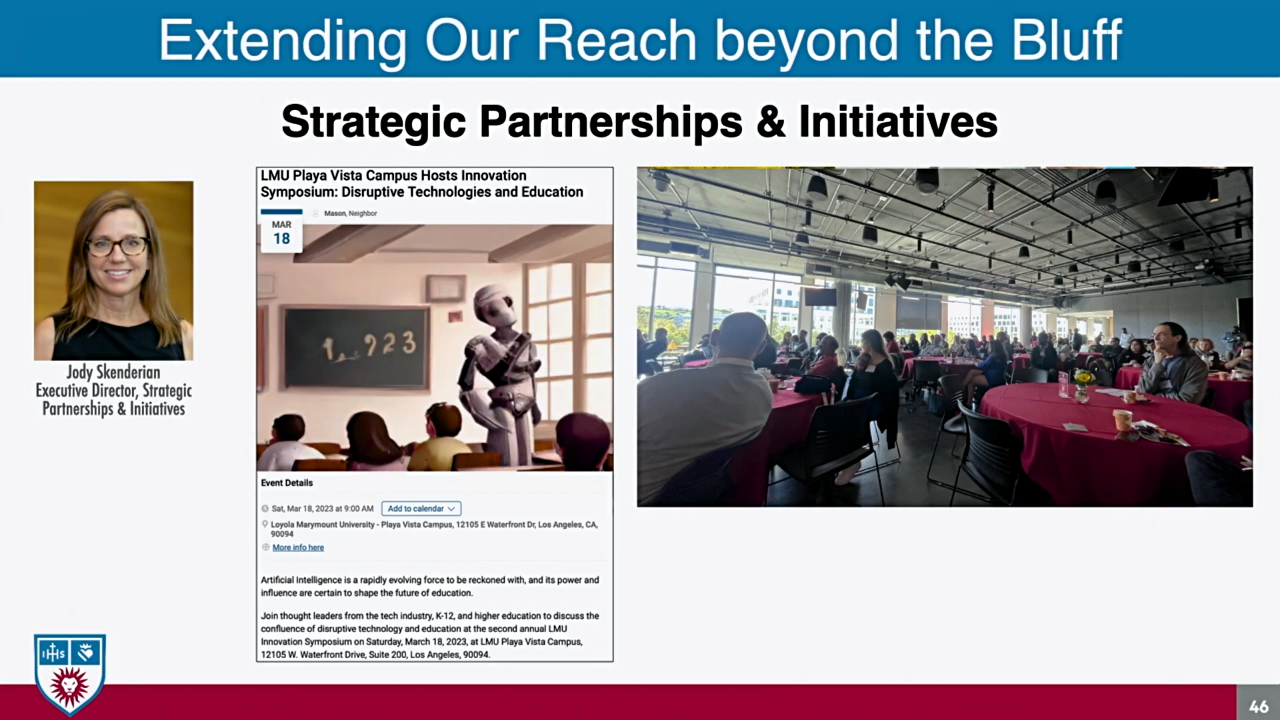 Extending Our Reach beyond the Bluff
Strategic Partnerships & Initiatives
Jody Skenderian
Executive Director, Strategic
Partnerships & Initiatives
LMU Playa Vista Campus Hosts Innovation
Symposium: Disruptive Technologies and Education
Mason, Neighbor
MAR
18
1,923
Event Details
Sat, Mar 18, 2023 at 9:00 AM
Add to calendar
Loyola Marymount University - Playa Vista Campus, 12105 E Waterfront Dr, Los Angeles, CA,
90094
More info here
Artificial Intelligence is a rapidly evolving force to be reckoned with, and its power and
influence are certain to shape the future of education.
Join thought leaders from the tech industry, K-12, and higher education to discuss the
confluence of disruptive technology and education at the second annual LMU
Innovation Symposium on Saturday, March 18, 2023, at LMU Playa Vista Campus,
12105 W. Waterfront Drive, Suite 200, Los Angeles, 90094.
IHS
46